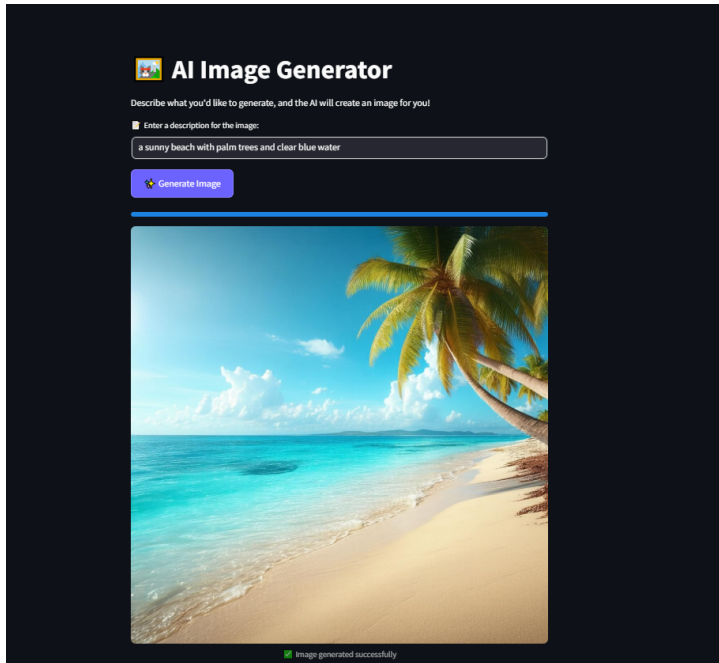 AI Image Generator
Describe what you'd like to generate, and the AI will create an image for you!
Enter a description for the image:
a sunny beach with palm trees and clear blue water
Generate Image
Image generated successfully